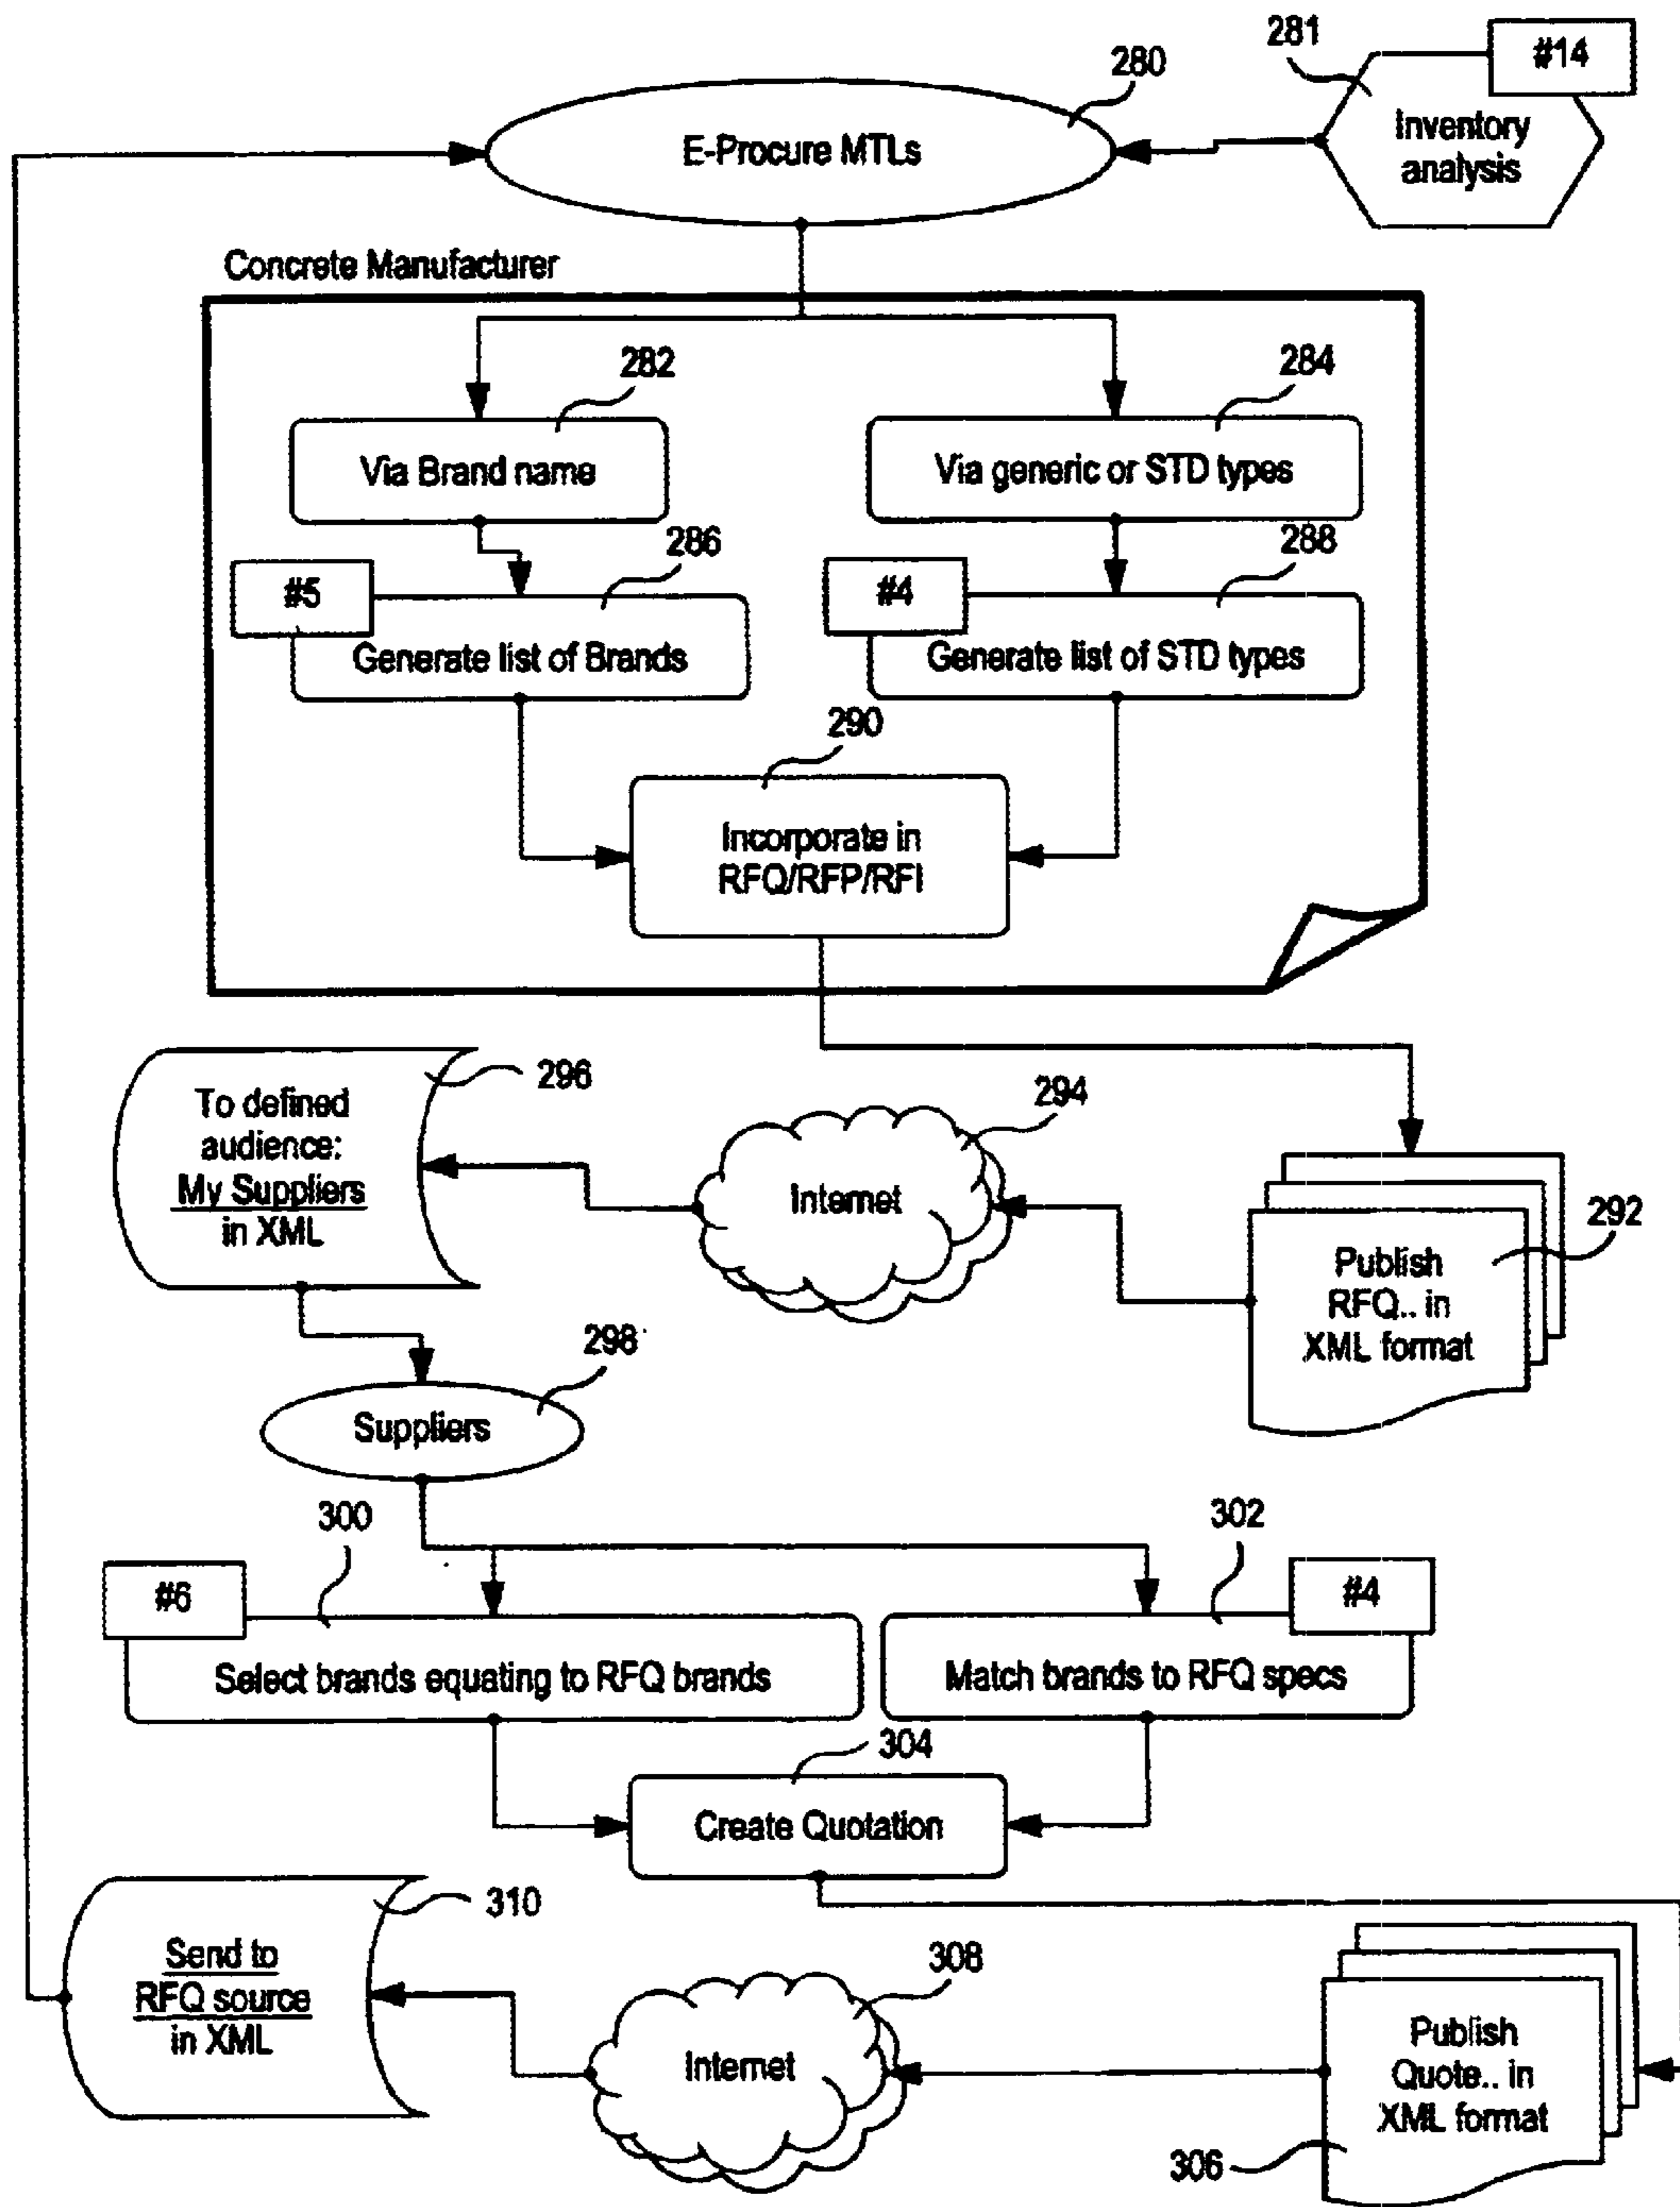 281
#14
280
Inventory
analysis
E-Procure MTLs
Concrete Manufacturer
282
284
Via Brand name
Via generic or STD types
286
288
#5
#4
Generate list of Brands
Generate list of STD types
290
Incorporate in
RFQ/RFP/RFI
296
To defined
audience:
My Suppliers
in XML
294
Internet
292
Publish
RFQ.. in
XML format
298
Suppliers
300
302
#6
#4
Select brands equating to RFQ brands
Match brands to RFQ specs
304
Create Quotation
310
Send to
RFQ source
in XML
308
Internet
Publish
Quote.. in
XML format
306